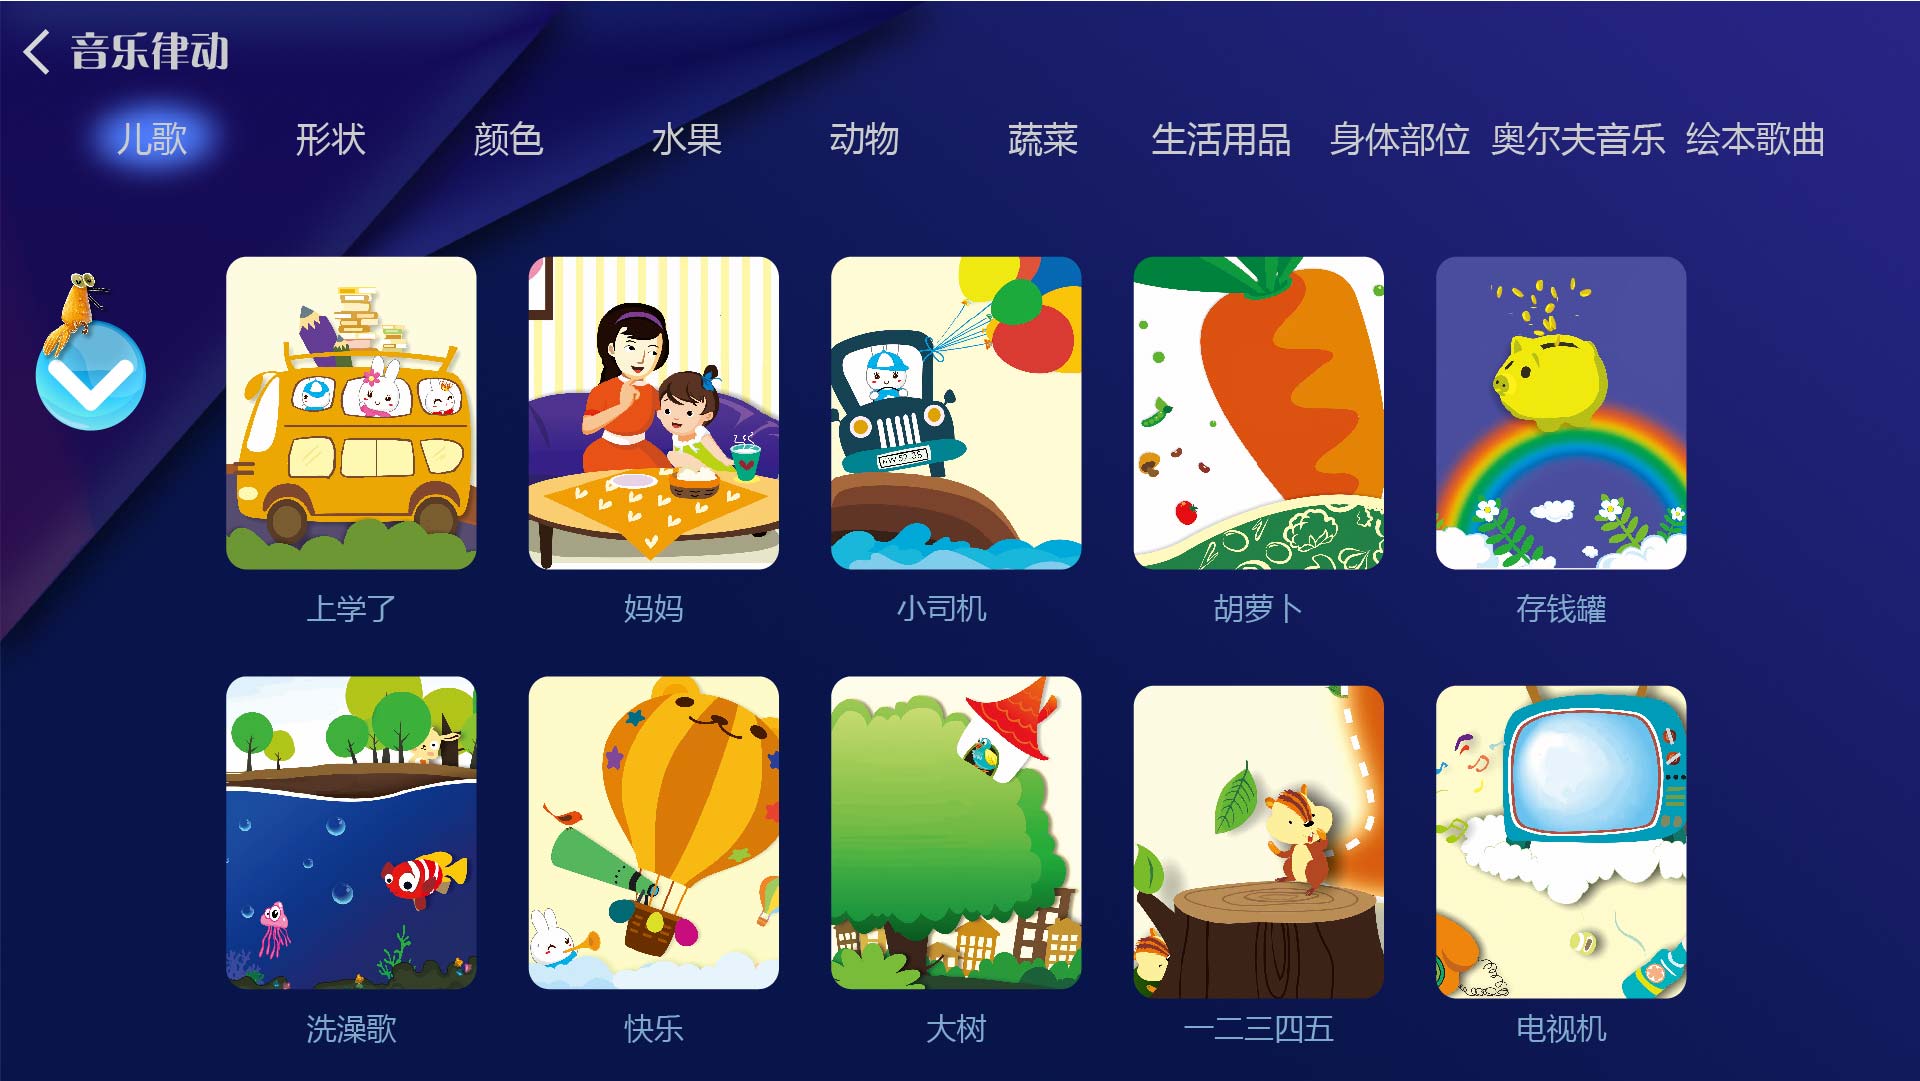 音乐律动
儿歌 形状 颜色 水果 动物 蔬菜 生活用品 身体部位 奥尔夫音乐 绘本歌曲
上学了 妈妈 小司机 胡萝卜 存钱罐
洗澡歌 快乐 大树 一二三四五 电视机